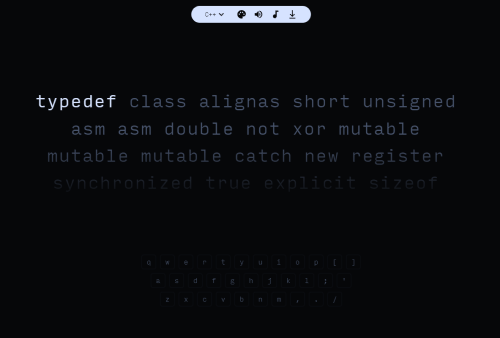 C++
typedef class alignas short unsigned
asm asm double not xor mutable
mutable mutable catch new register
synchronized true explicit sizeof
q w e r t y u i o p [ ]
a s d f g h j k l ; '
z x c v b n m , . /